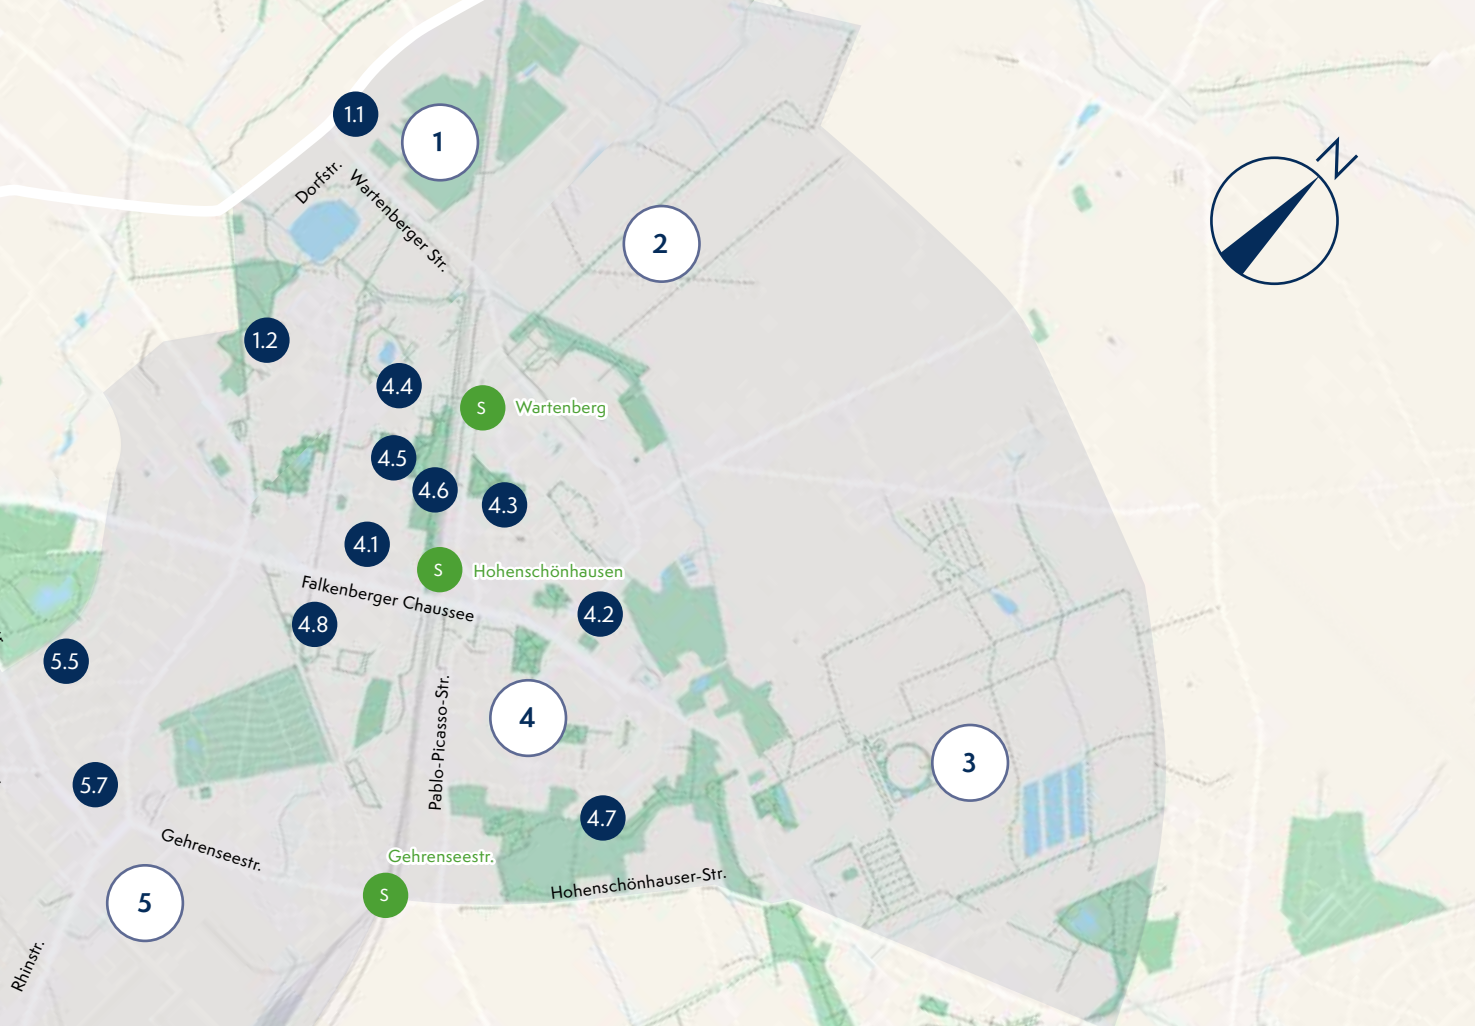 1.1
1
N
Dorfstr.
Wartenberger Str.
2
1.2
4.4
S
Wartenberg
4.5
4.6
4.3
4.1
S
Hohenschönhausen
Falkenberger Chaussee
4.2
4.8
5.5
Pablo-Picasso-Str.
4
3
5.7
4.7
Gehrenseestr.
Gehrenseestr.
Hohenschönhauser-Str.
S
5
Rhinstr.